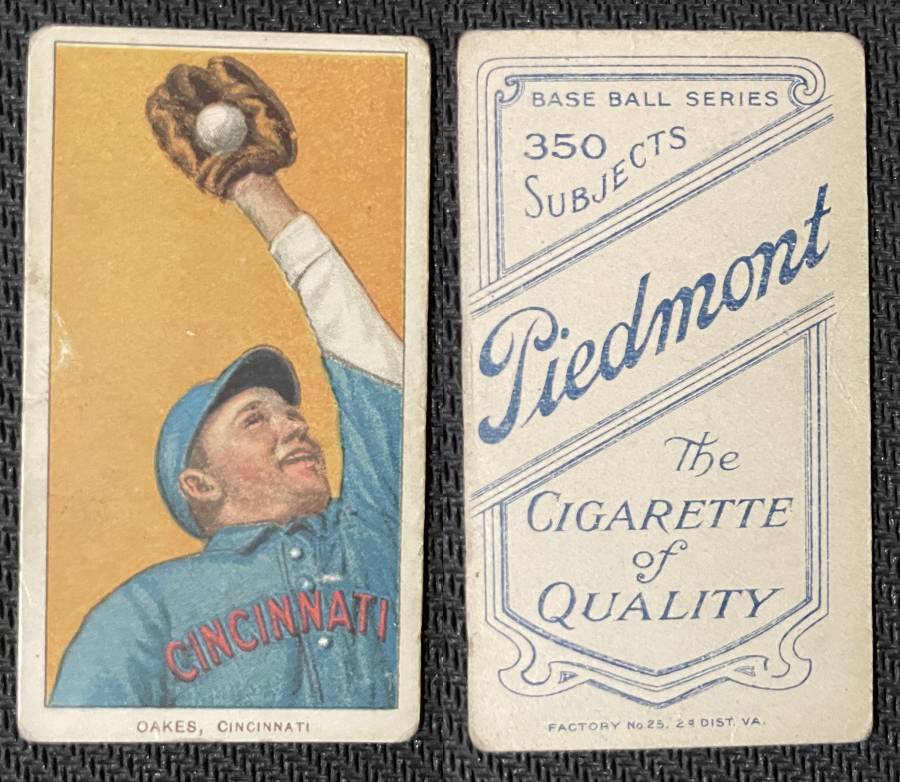 CINCINNATI
OAKES, CINCINNATI
BASE BALL SERIES
350
SUBJECTS
Piedmont
The
CIGARETTE
of
QUALITY
FACTORY No. 25. 2d DIST. VA.